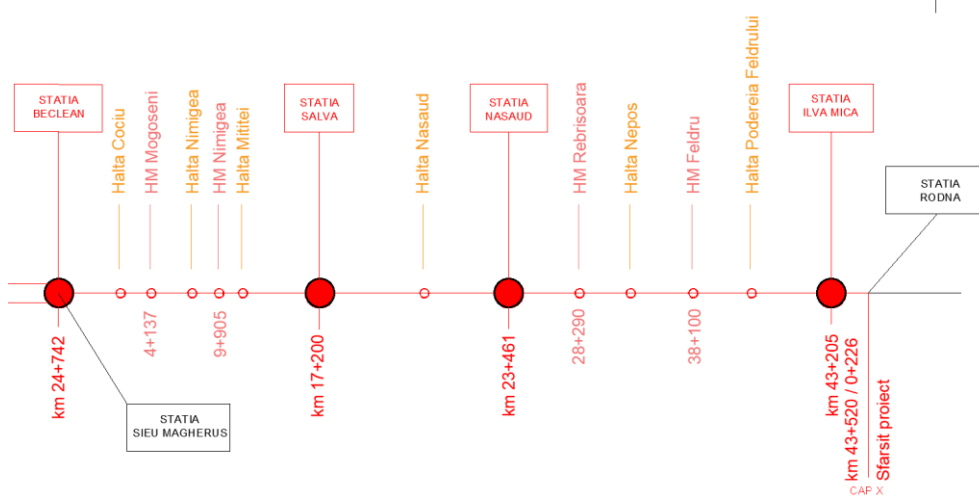 STATIA
BECLEAN
Halta Cociu
HM Mogoseni
Halta Nimigea
HM Nimigea
Halta Mititei
STATIA
SALVA
Halta Nasaud
STATIA
NASAUD
HM Rebrisoara
Halta Nepos
HM Feldru
Halta Podereia Feldrului
STATIA
ILVA MICA
STATIA
RODNA
km 24+742
4+137
9+905
km 17+200
km 23+461
28+290
38+100
km 43+205
km 43+520 / 0+226
Sfarsit proiect
CAP X
STATIA
SIEU MAGHERUS